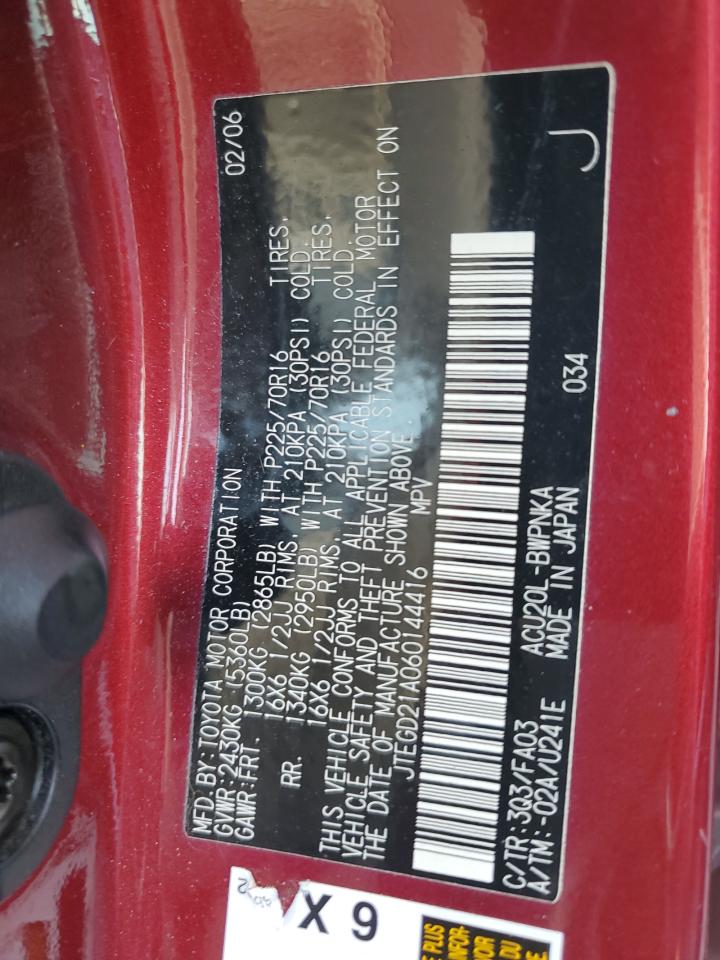 MFD.BY:TOYOTA MOTOR CORPORATION 02/06
GVWR:2430KG (5360LB)
GAWR:FRT. 1300KG (2865LB) WITH P225/70R16 TIRES,
16X6 1/2JJ RIMS, AT 210KPA (30PSI) COLD.
RR. 1340KG (2950LB) WITH P225/70R16 TIRES,
16X6 1/2JJ RIMS, AT 210KPA (30PSI) COLD.
THIS VEHICLE CONFORMS TO ALL APPLICABLE FEDERAL MOTOR
VEHICLE SAFETY AND THEFT PREVENTION STANDARDS IN EFFECT ON
THE DATE OF MANUFACTURE SHOWN ABOVE.
JTEGD21A060144416 MPV
C/TR:3Q3/FA03 ACU20L-BWPNKA 034 J
A/TM:-02A/U241E MADE IN JAPAN
X 9
E PLUS
INFOR-
OIR
DU
E